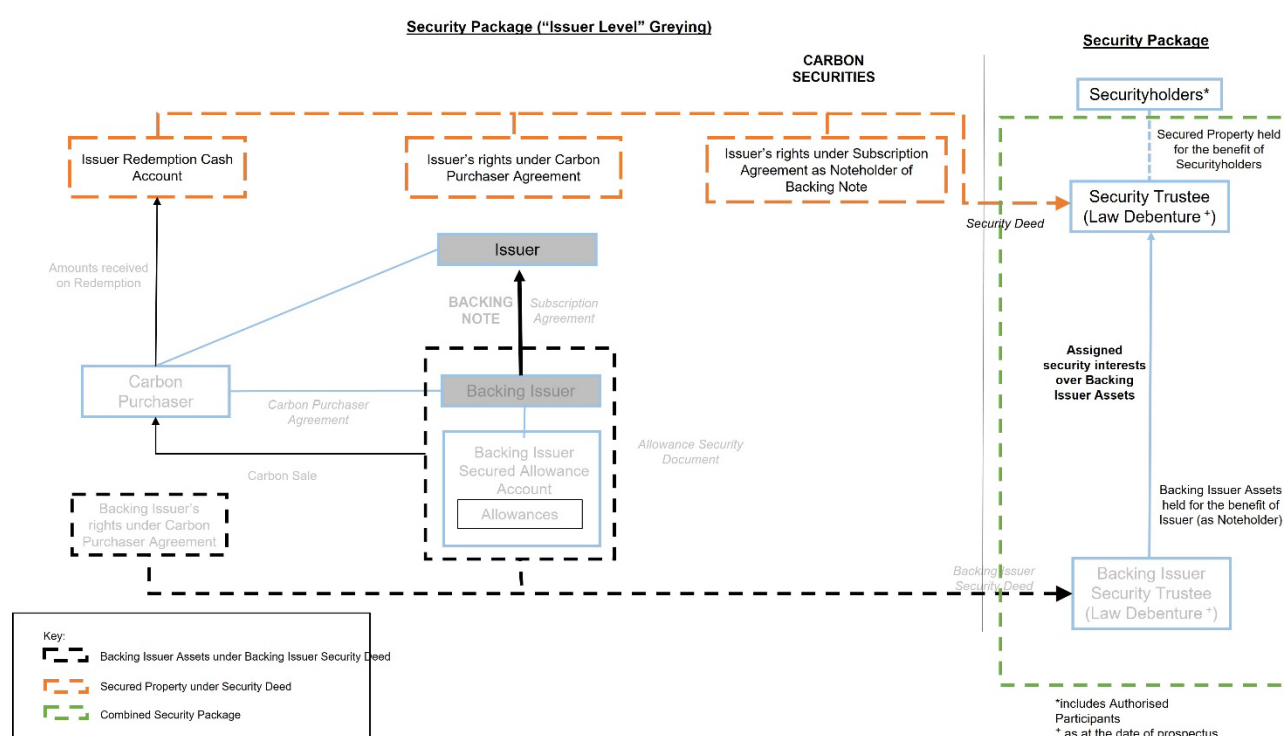 Security Package (“Issuer Level” Greying)
Security Package
CARBON
SECURITIES
Securityholders*
Secured Property held
for the benefit of
Securityholders
Issuer Redemption Cash
Account
Issuer’s rights under Carbon
Purchaser Agreement
Issuer’s rights under Subscription
Agreement as Noteholder of
Backing Note
Security Trustee
(Law Debenture +)
Security Deed
Issuer
Amounts received
on Redemption
BACKING
NOTE
Subscription
Agreement
Assigned
security interests
over Backing
Issuer Assets
Carbon
Purchaser
Backing Issuer
Carbon Purchaser
Agreement
Allowance Security
Document
Backing Issuer
Secured Allowance
Account
Allowances
Carbon Sale
Backing Issuer Assets
held for the benefit of
Issuer (as Noteholder)
Backing Issuer’s
rights under Carbon
Purchaser Agreement
Backing Issuer
Security Deed
Backing Issuer
Security Trustee
(Law Debenture +)
Key:
Backing Issuer Assets under Backing Issuer Security Deed
Secured Property under Security Deed
Combined Security Package
*includes Authorised
Participants
+ as at the date of prospectus